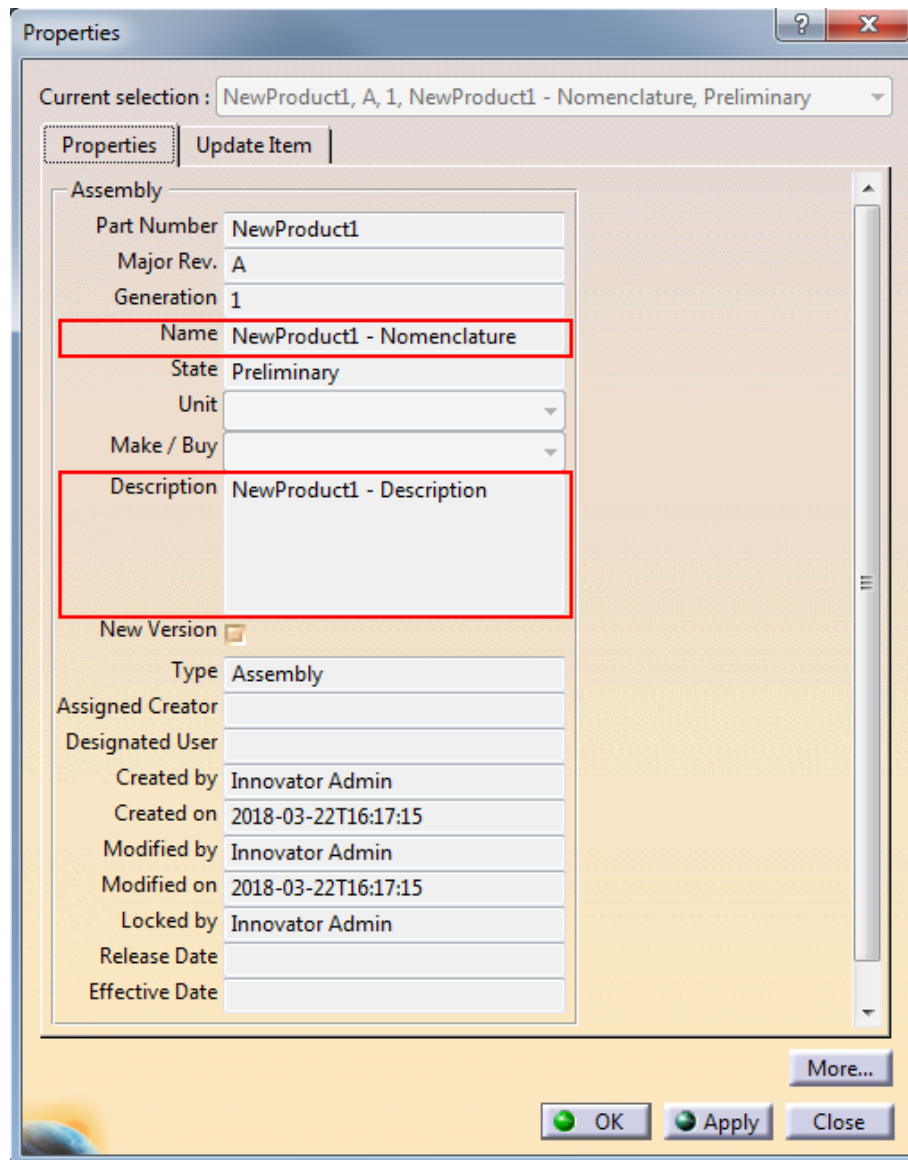 Properties
Current selection : NewProduct1, A, 1, NewProduct1 - Nomenclature, Preliminary
Properties Update Item
Assembly
Part Number NewProduct1
Major Rev. A
Generation 1
Name NewProduct1 - Nomenclature
State Preliminary
Unit
Make / Buy
Description NewProduct1 - Description
New Version
Type Assembly
Assigned Creator
Designated User
Created by Innovator Admin
Created on 2018-03-22T16:17:15
Modified by Innovator Admin
Modified on 2018-03-22T16:17:15
Locked by Innovator Admin
Release Date
Effective Date
More...
OK Apply Close